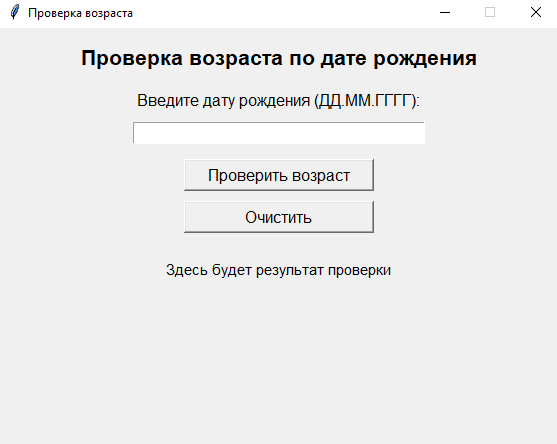 Проверка возраста
Проверка возраста по дате рождения
Введите дату рождения (ДД.ММ.ГГГГ):
Проверить возраст
Очистить
Здесь будет результат проверки